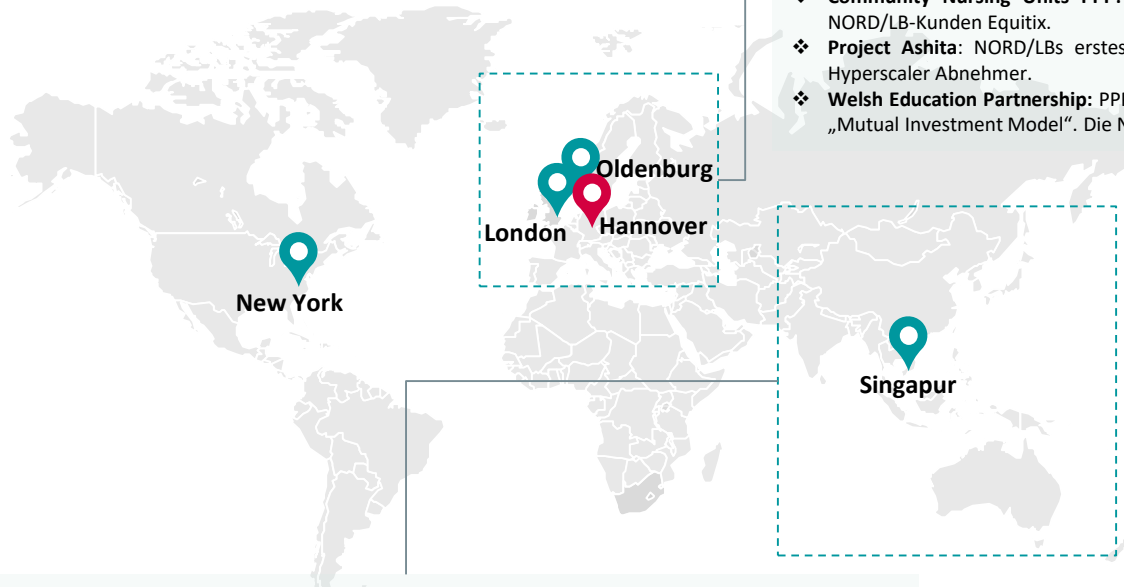 NORD/LB-Kunden Equitix.
❖ Project Ashita: NORD/LBs erstes
Hyperscaler Abnehmer.
❖ Welsh Education Partnership:
„Mutual Investment Model“. Die
Oldenburg
London
Hannover
New York
Singapur